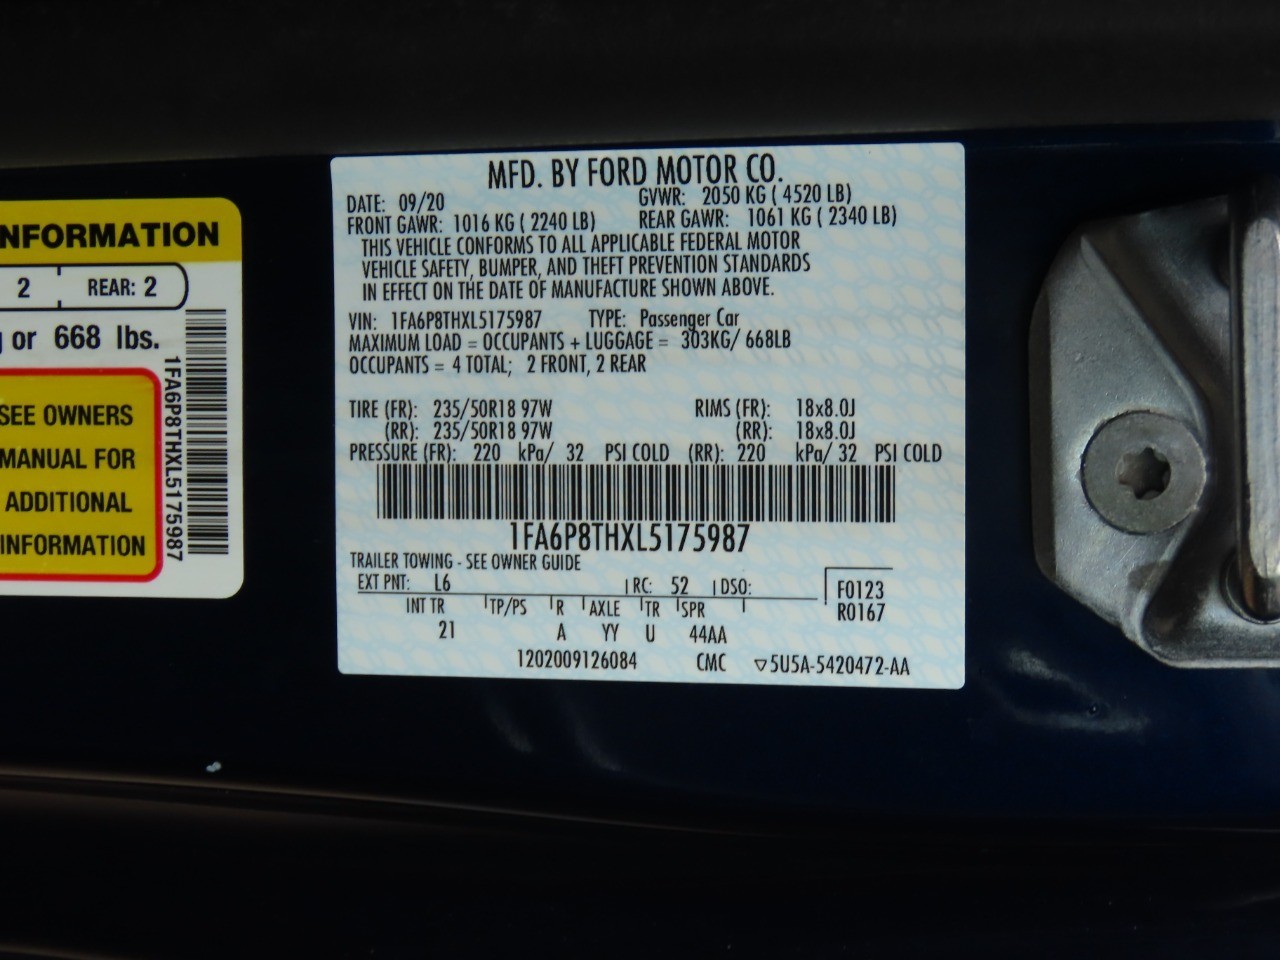 NFORMATION
2 REAR: 2
or 668 lbs.
SEE OWNERS
MANUAL FOR
ADDITIONAL
INFORMATION
1FA6P8THXL5175987
MFD. BY FORD MOTOR CO.
DATE: 09/20 GVWR: 2050 KG ( 4520 LB)
FRONT GAWR: 1016 KG ( 2240 LB) REAR GAWR: 1061 KG ( 2340 LB)
THIS VEHICLE CONFORMS TO ALL APPLICABLE FEDERAL MOTOR
VEHICLE SAFETY, BUMPER, AND THEFT PREVENTION STANDARDS
IN EFFECT ON THE DATE OF MANUFACTURE SHOWN ABOVE.
VIN: 1FA6P8THXL5175987 TYPE: Passenger Car
MAXIMUM LOAD = OCCUPANTS + LUGGAGE = 303KG/ 668LB
OCCUPANTS = 4 TOTAL; 2 FRONT, 2 REAR
TIRE (FR): 235/50R18 97W RIMS (FR): 18x8.0J
(RR): 235/50R18 97W (RR): 18x8.0J
PRESSURE (FR): 220 kPa/ 32 PSI COLD (RR): 220 kPa/ 32 PSI COLD
1FA6P8THXL5175987
TRAILER TOWING - SEE OWNER GUIDE
EXT PNT: L6 RC: 52 DSO: F0123
INT TR TP/PS R AXLE TR SPR R0167
21 A YY U 44AA
1202009126084 CMC ▽5U5A-5420472-AA